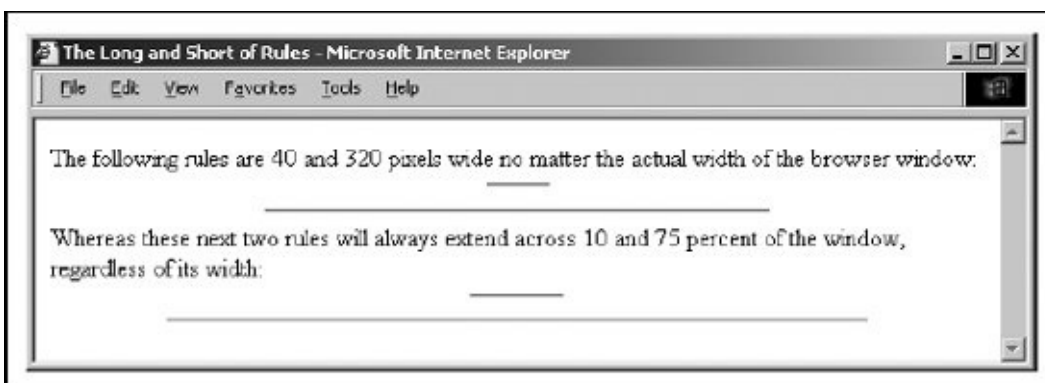 The Long and Short of Rules - Microsoft Internet Explorer
File Edit View Favorites Tools Help
The following rules are 40 and 320 pixels wide no matter the actual width of the browser window:
Whereas these next two rules will always extend across 10 and 75 percent of the window,
regardless of its width: